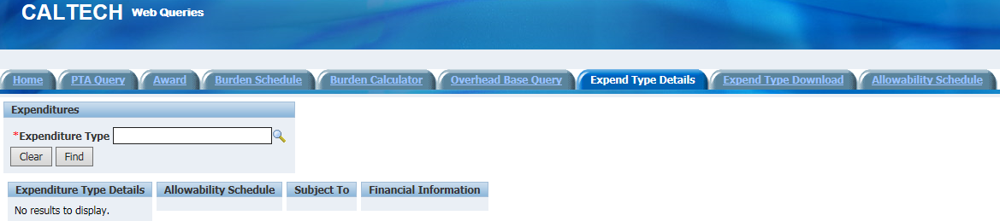 CALTECH Web Queries
Home PTA Query Award Burden Schedule Burden Calculator Overhead Base Query Expend Type Details Expend Type Download Allowability Schedule
Expenditures
*Expenditure Type
Clear Find
Expenditure Type Details Allowability Schedule Subject To Financial Information
No results to display.